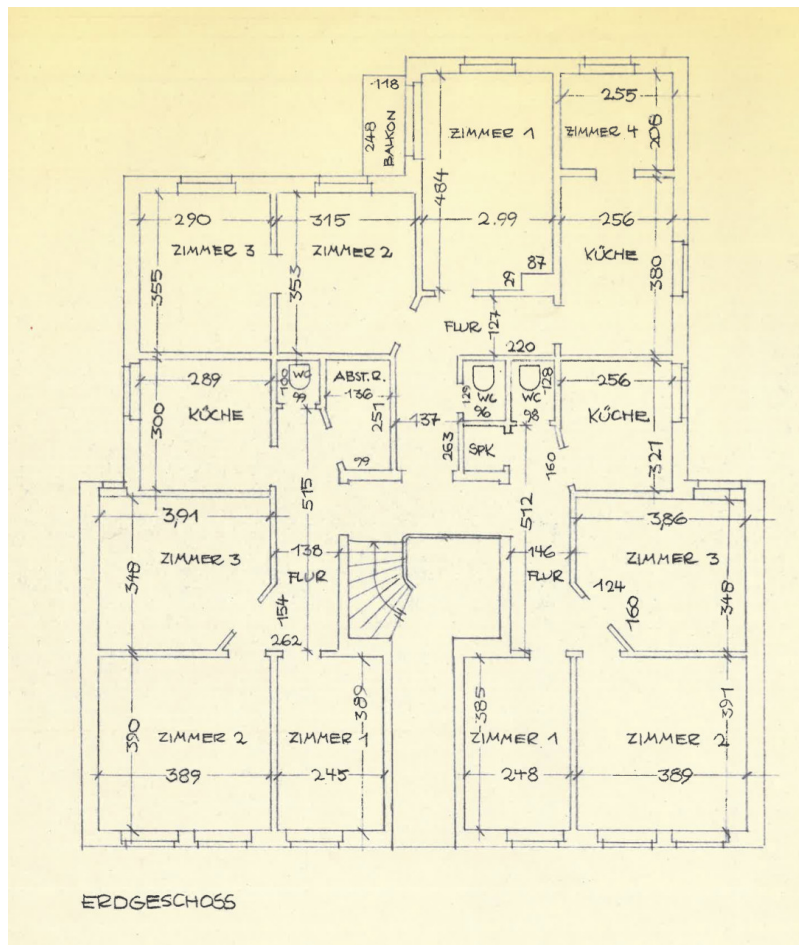 118
255
248
BALKON
ZIMMER 1
ZIMMER 4
208
484
290
315
2.99
256
ZIMMER 3
ZIMMER 2
KÜCHE
355
353
87
29
380
FLUR
127
220
289
100
WC
99
ABST.R.
136
129
WC
96
WC
98
128
256
KÜCHE
300
251
137
263
SPK
KÜCHE
160
321
99
3,91
515
512
3,86
ZIMMER 3
348
138
FLUR
146
FLUR
ZIMMER 3
124
154
262
160
348
389
385
391
390
ZIMMER 2
ZIMMER 1
ZIMMER 1
ZIMMER 2
389
245
248
389
ERDGESCHOSS